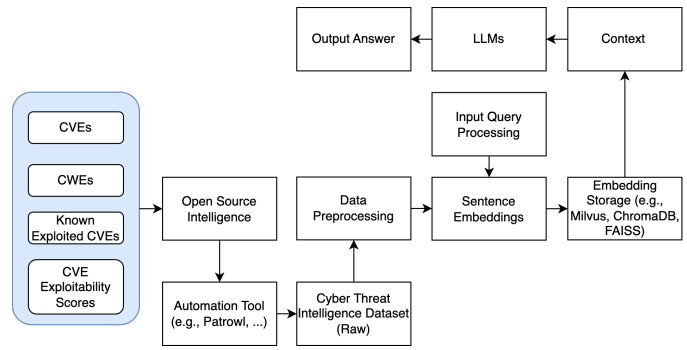 Output Answer
LLMs
Context
Input Query
Processing
CVEs
CWEs
Known
Exploited CVEs
CVE
Exploitability
Scores
Open Source
Intelligence
Data
Preprocessing
Sentence
Embeddings
Embedding
Storage (e.g.,
Milvus, ChromaDB,
FAISS)
Automation Tool
(e.g., Patrowl, ...)
Cyber Threat
Intelligence Dataset
(Raw)